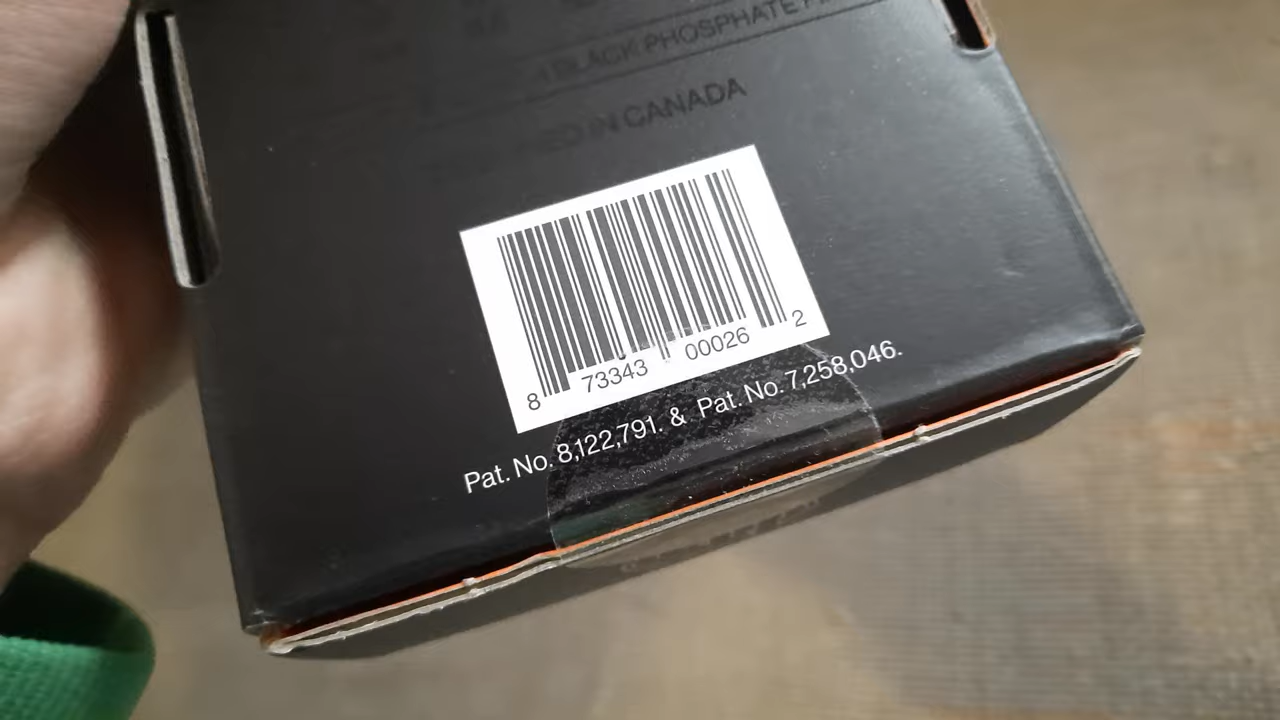 BLACK PHOSPHATE
IN CANADA
8 73343 00026 2
Pat. No. 8,122,791. & Pat. No. 7,258,046.